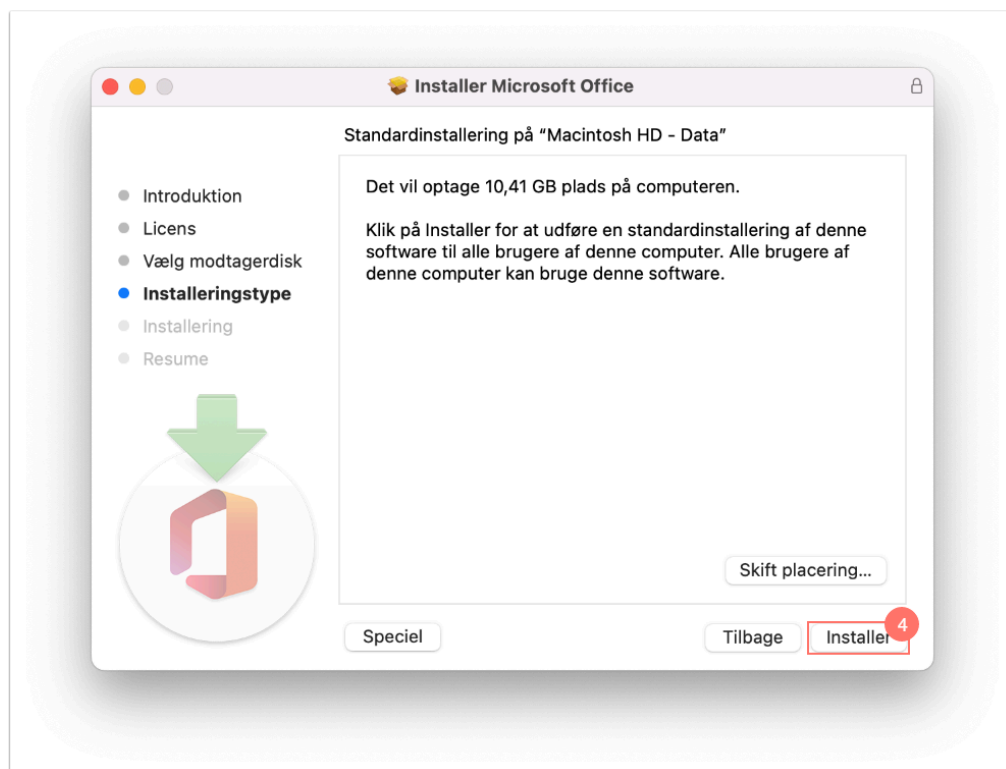 Installer Microsoft Office
Standardinstallering på “Macintosh HD - Data”
Introduktion
Licens
Vælg modtagerdisk
Installeringstype
Installering
Resume
Det vil optage 10,41 GB plads på computeren.
Klik på Installer for at udføre en standardinstallering af denne
software til alle brugere af denne computer. Alle brugere af
denne computer kan bruge denne software.
Skift placering...
Speciel
Tilbage
Installer
4